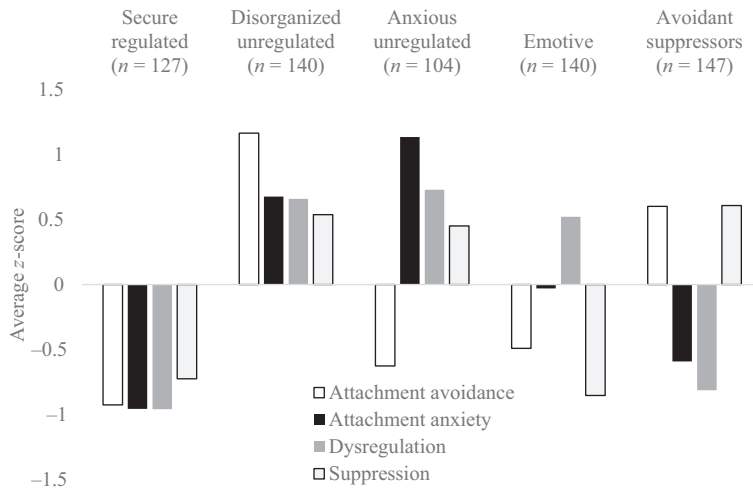 Secure
regulated
(n = 127)
Disorganized
unregulated
(n = 140)
Anxious
unregulated
(n = 104)
Emotive
(n = 140)
Avoidant
suppressors
(n = 147)
Average z-score
1.5
1
0.5
0
–0.5
–1
–1.5
Attachment avoidance
Attachment anxiety
Dysregulation
Suppression